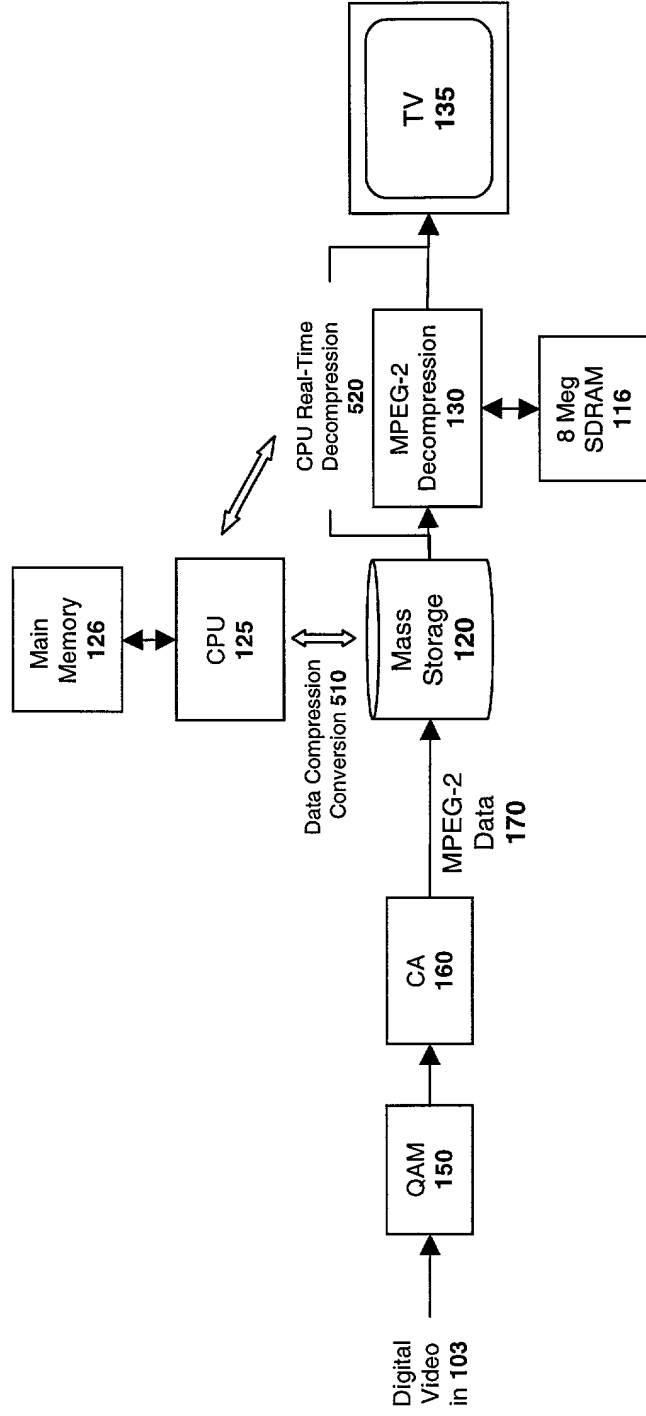 Digital
Video
in 103
QAM
150
CA
160
MPEG-2
Data
170
Mass
Storage
120
Data Compression
Conversion 510
CPU
125
Main
Memory
126
CPU Real-Time
Decompression
520
MPEG-2
Decompression
130
8 Meg
SDRAM
116
TV
135